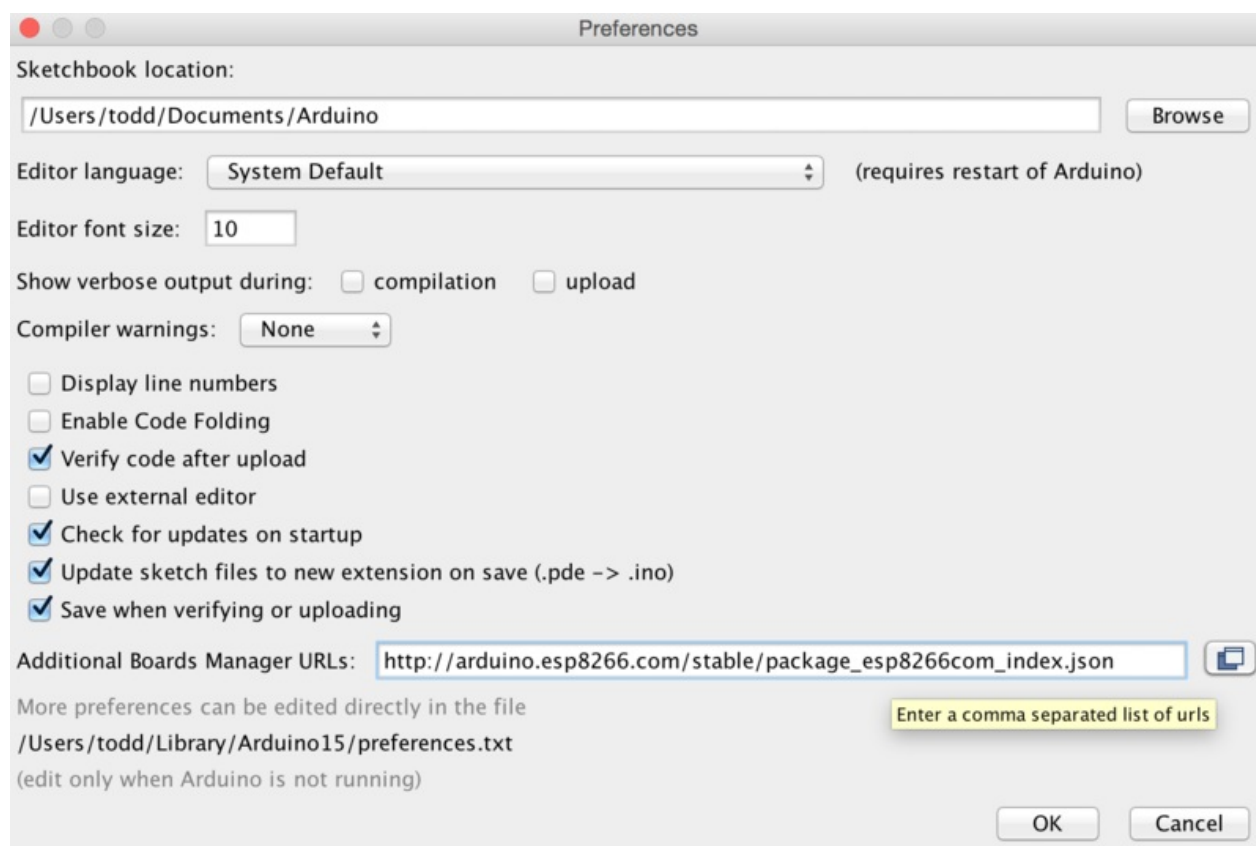 Preferences
Sketchbook location:
/Users/todd/Documents/Arduino Browse
Editor language: System Default (requires restart of Arduino)
Editor font size: 10
Show verbose output during: compilation upload
Compiler warnings: None
Display line numbers
Enable Code Folding
Verify code after upload
Use external editor
Check for updates on startup
Update sketch files to new extension on save (.pde -> .ino)
Save when verifying or uploading
Additional Boards Manager URLs: http://arduino.esp8266.com/stable/package_esp8266com_index.json
More preferences can be edited directly in the file
Enter a comma separated list of urls
/Users/todd/Library/Arduino15/preferences.txt
(edit only when Arduino is not running)
OK Cancel